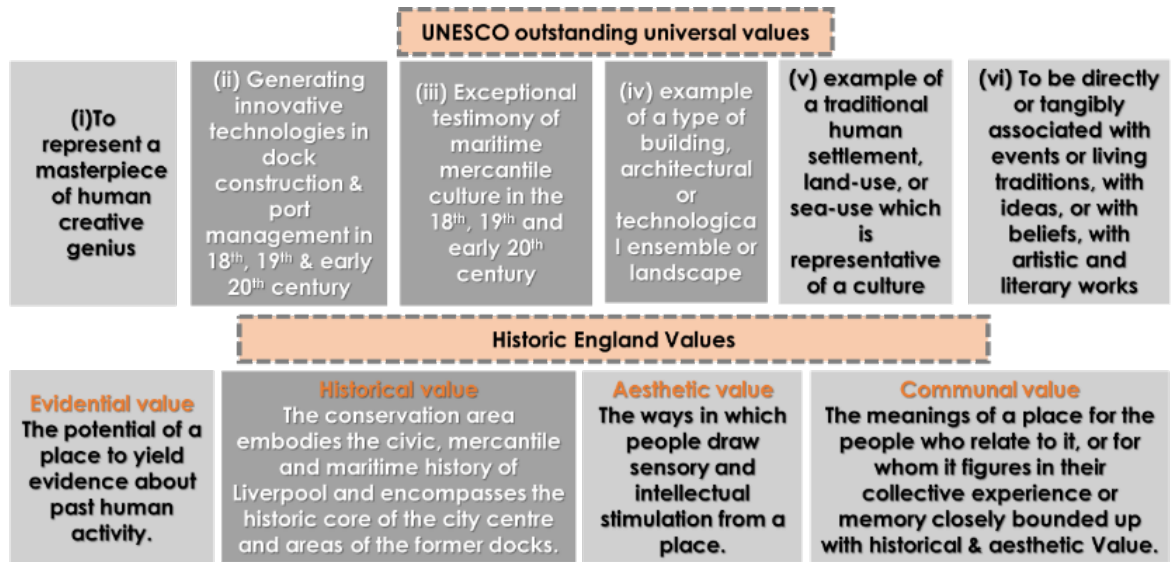 UNESCO outstanding universal values
(i)To
represent a
masterpiece
of human
creative
genius
(ii) Generating
innovative
technologies in
dock
construction &
port
management in
18th, 19th & early
20th century
(iii) Exceptional
testimony of
maritime
mercantile
culture in the
18th, 19th and
early 20th
century
(iv) example
of a type of
building,
architectural
or
technologica
l ensemble or
landscape
(v) example of
a traditional
human
settlement,
land-use, or
sea-use which
is
representative
of a culture
(vi) To be directly
or tangibly
associated with
events or living
traditions, with
ideas, or with
beliefs, with
artistic and
literary works
Historic England Values
Evidential value
The potential of a
place to yield
evidence about
past human
activity.
Historical value
The conservation area
embodies the civic, mercantile
and maritime history of
Liverpool and encompasses the
historic core of the city centre
and areas of the former docks.
Aesthetic value
The ways in which
people draw
sensory and
intellectual
stimulation from a
place.
Communal value
The meanings of a place for the
people who relate to it, or for
whom it figures in their
collective experience or
memory closely bounded up
with historical & aesthetic Value.